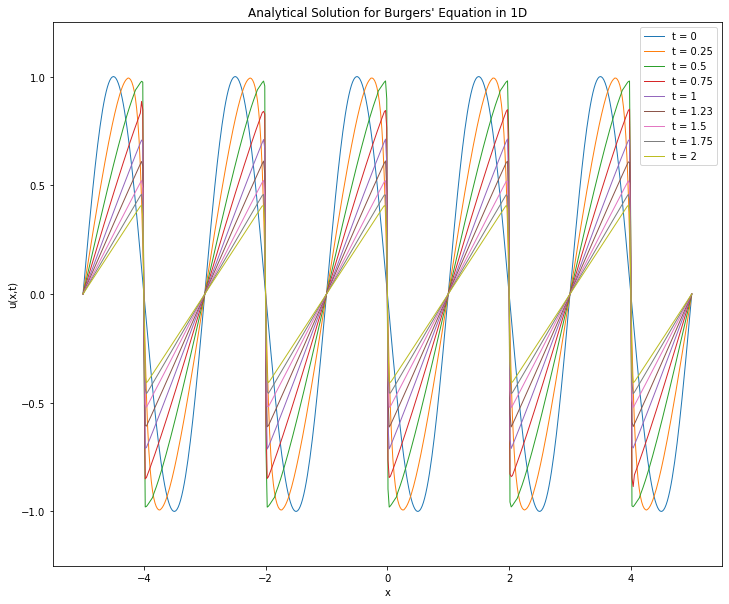 Analytical Solution for Burgers' Equation in 1D
t = 0
t = 0.25
t = 0.5
t = 0.75
t = 1
t = 1.23
t = 1.5
t = 1.75
t = 2
1.0
0.5
0.0
−0.5
−1.0
u(x,t)
−4
−2
0
2
4
x